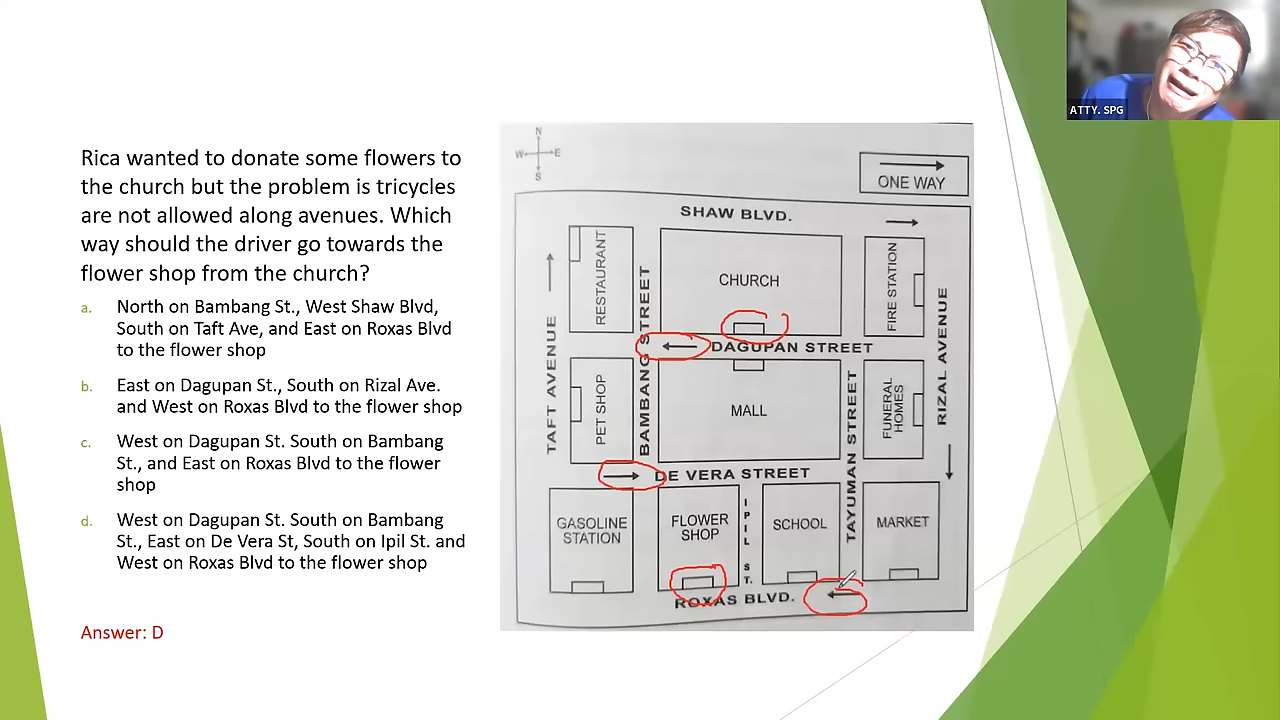 Rica wanted to donate some flowers to
the church but the problem is tricycles
are not allowed along avenues. Which
way should the driver go towards the
flower shop from the church?
a. North on Bambang St., West Shaw Blvd,
South on Taft Ave, and East on Roxas Blvd
to the flower shop
b. East on Dagupan St., South on Rizal Ave.
and West on Roxas Blvd to the flower shop
c. West on Dagupan St. South on Bambang
St., and East on Roxas Blvd to the flower
shop
d. West on Dagupan St. South on Bambang
St., East on De Vera St, South on Ipil St. and
West on Roxas Blvd to the flower shop
Answer: D
N
W E
S
ONE WAY
SHAW BLVD.
RESTAURANT
CHURCH
FIRE STATION
TAFT AVENUE
BAMBANG STREET
DAGUPAN STREET
RIZAL AVENUE
PET SHOP
MALL
TAYUMAN STREET
FUNERAL
HOMES
DE VERA STREET
GASOLINE
STATION
FLOWER
SHOP
IPIL ST.
SCHOOL
MARKET
ROXAS BLVD.
ATTY. SPG